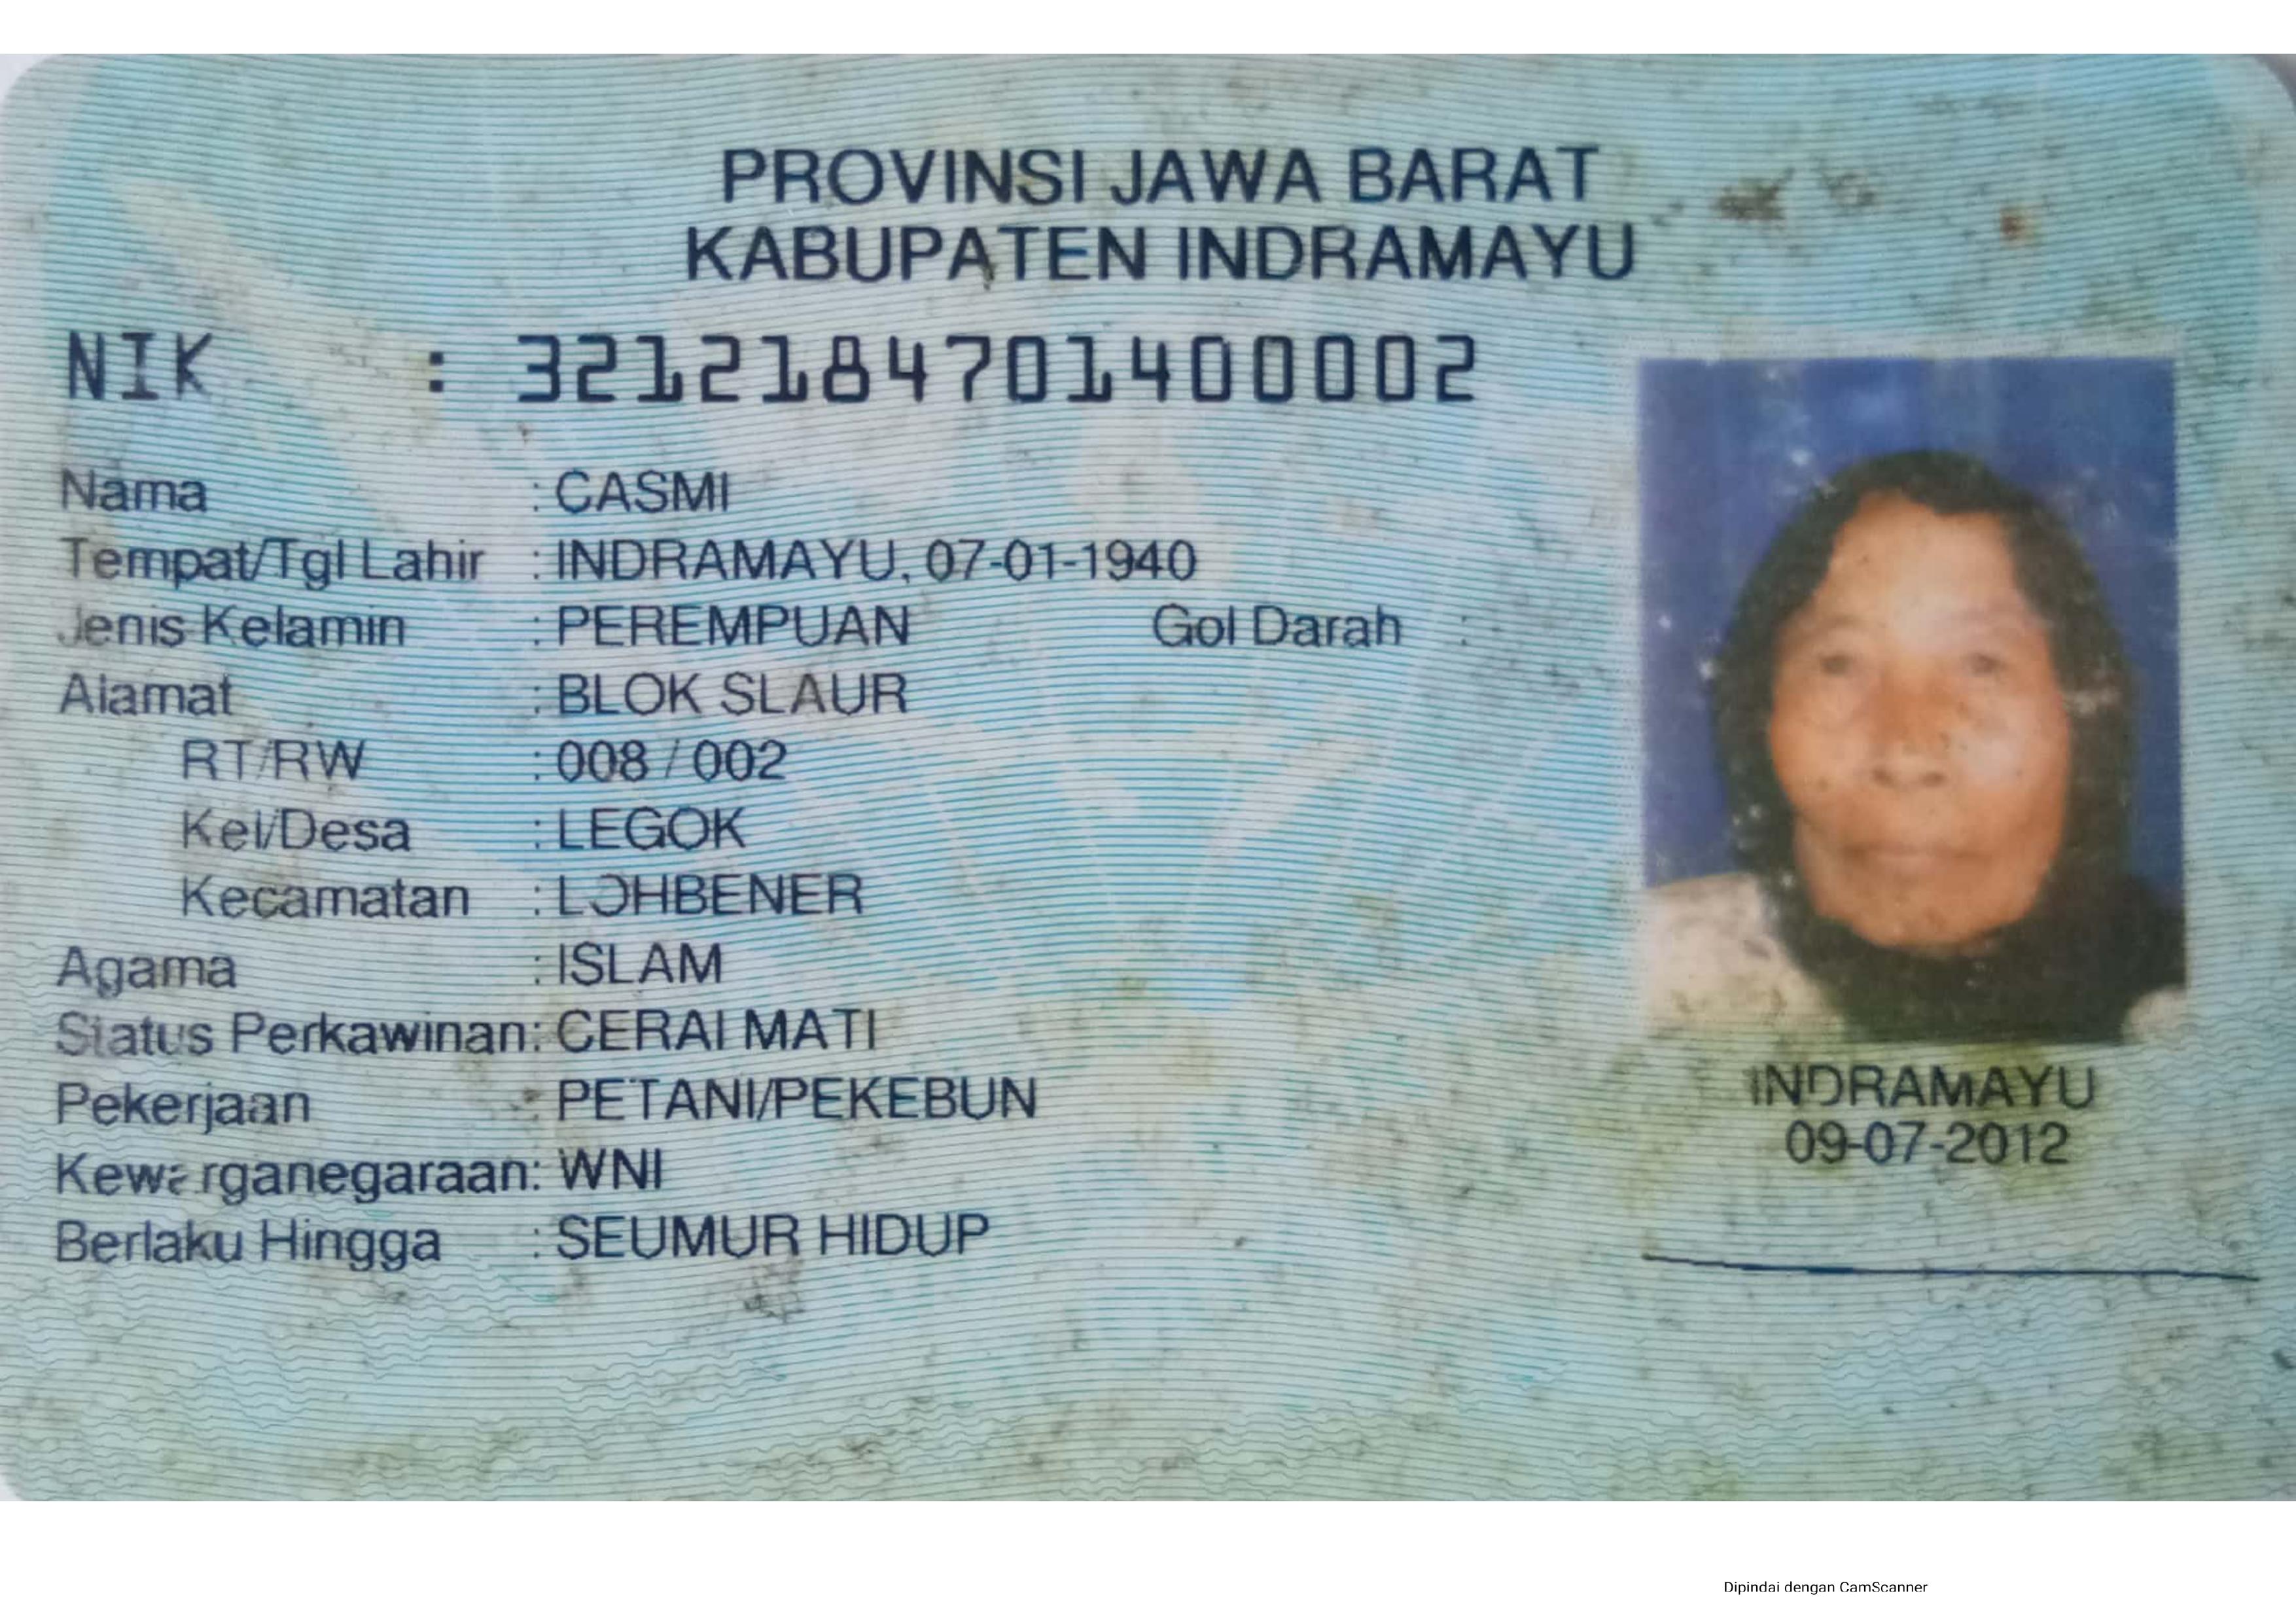 PROVINSI JAWA BARAT
KABUPATEN INDRAMAYU
NIK : 3212184701400002
Nama : CASMI
Tempat/Tgl Lahir : INDRAMAYU, 07-01-1940
Jenis Kelamin : PEREMPUAN Gol Darah :
Alamat : BLOK SLAUR
RT/RW : 008 / 002
Kel/Desa : LEGOK
Kecamatan : LOHBENER
Agama : ISLAM
Status Perkawinan: CERAI MATI
Pekerjaan : PETANI/PEKEBUN
Kewarganegaraan: WNI
Berlaku Hingga : SEUMUR HIDUP
INDRAMAYU
09-07-2012
Dipindai dengan CamScanner